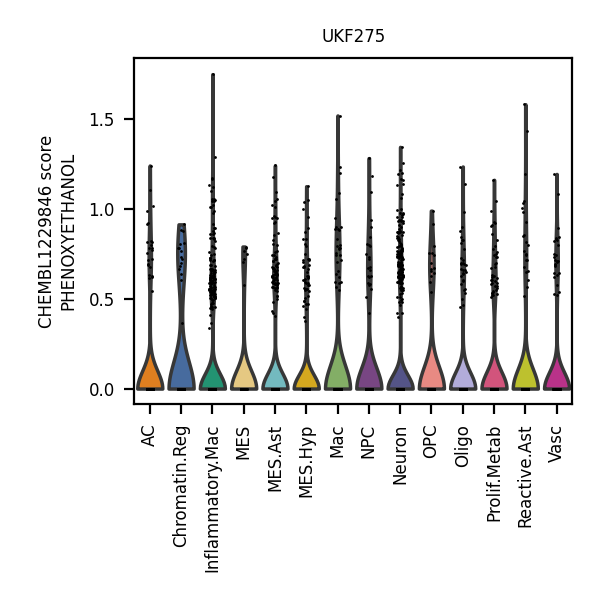 UKF275
CHEMBL1229846 score
PHENOXYETHANOL
1.5
1.0
0.5
0.0
AC
Chromatin.Reg
Inflammatory.Mac
MES
MES.Ast
MES.Hyp
Mac
NPC
Neuron
OPC
Oligo
Prolif.Metab
Reactive.Ast
Vasc